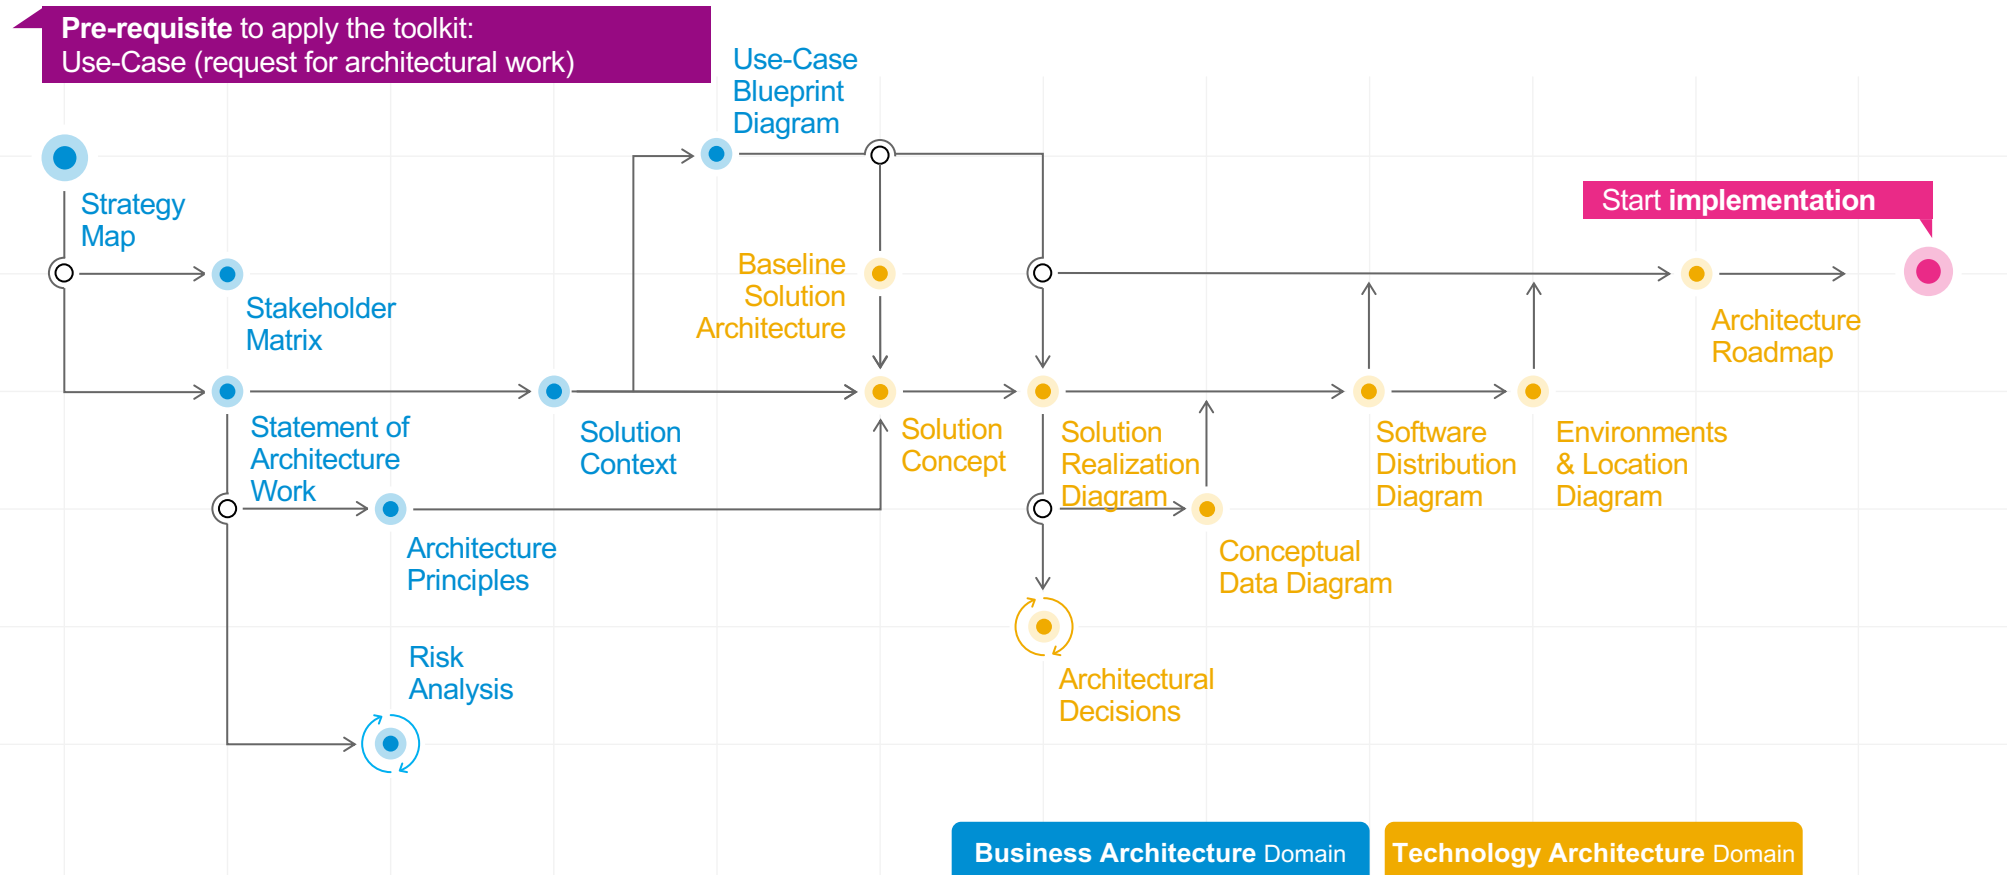 Pre-requisite to apply the toolkit:
Use-Case (request for architectural work)
Use-Case
Blueprint
Diagram
Strategy
Map
Start implementation
Stakeholder
Matrix
Baseline
Solution
Architecture
Architecture
Roadmap
Statement of
Architecture
Work
Solution
Context
Solution
Concept
Solution
Realization
Diagram
Software
Distribution
Diagram
Environments
& Location
Diagram
Architecture
Principles
Conceptual
Data Diagram
Risk
Analysis
Architectural
Decisions
Business Architecture Domain
Technology Architecture Domain